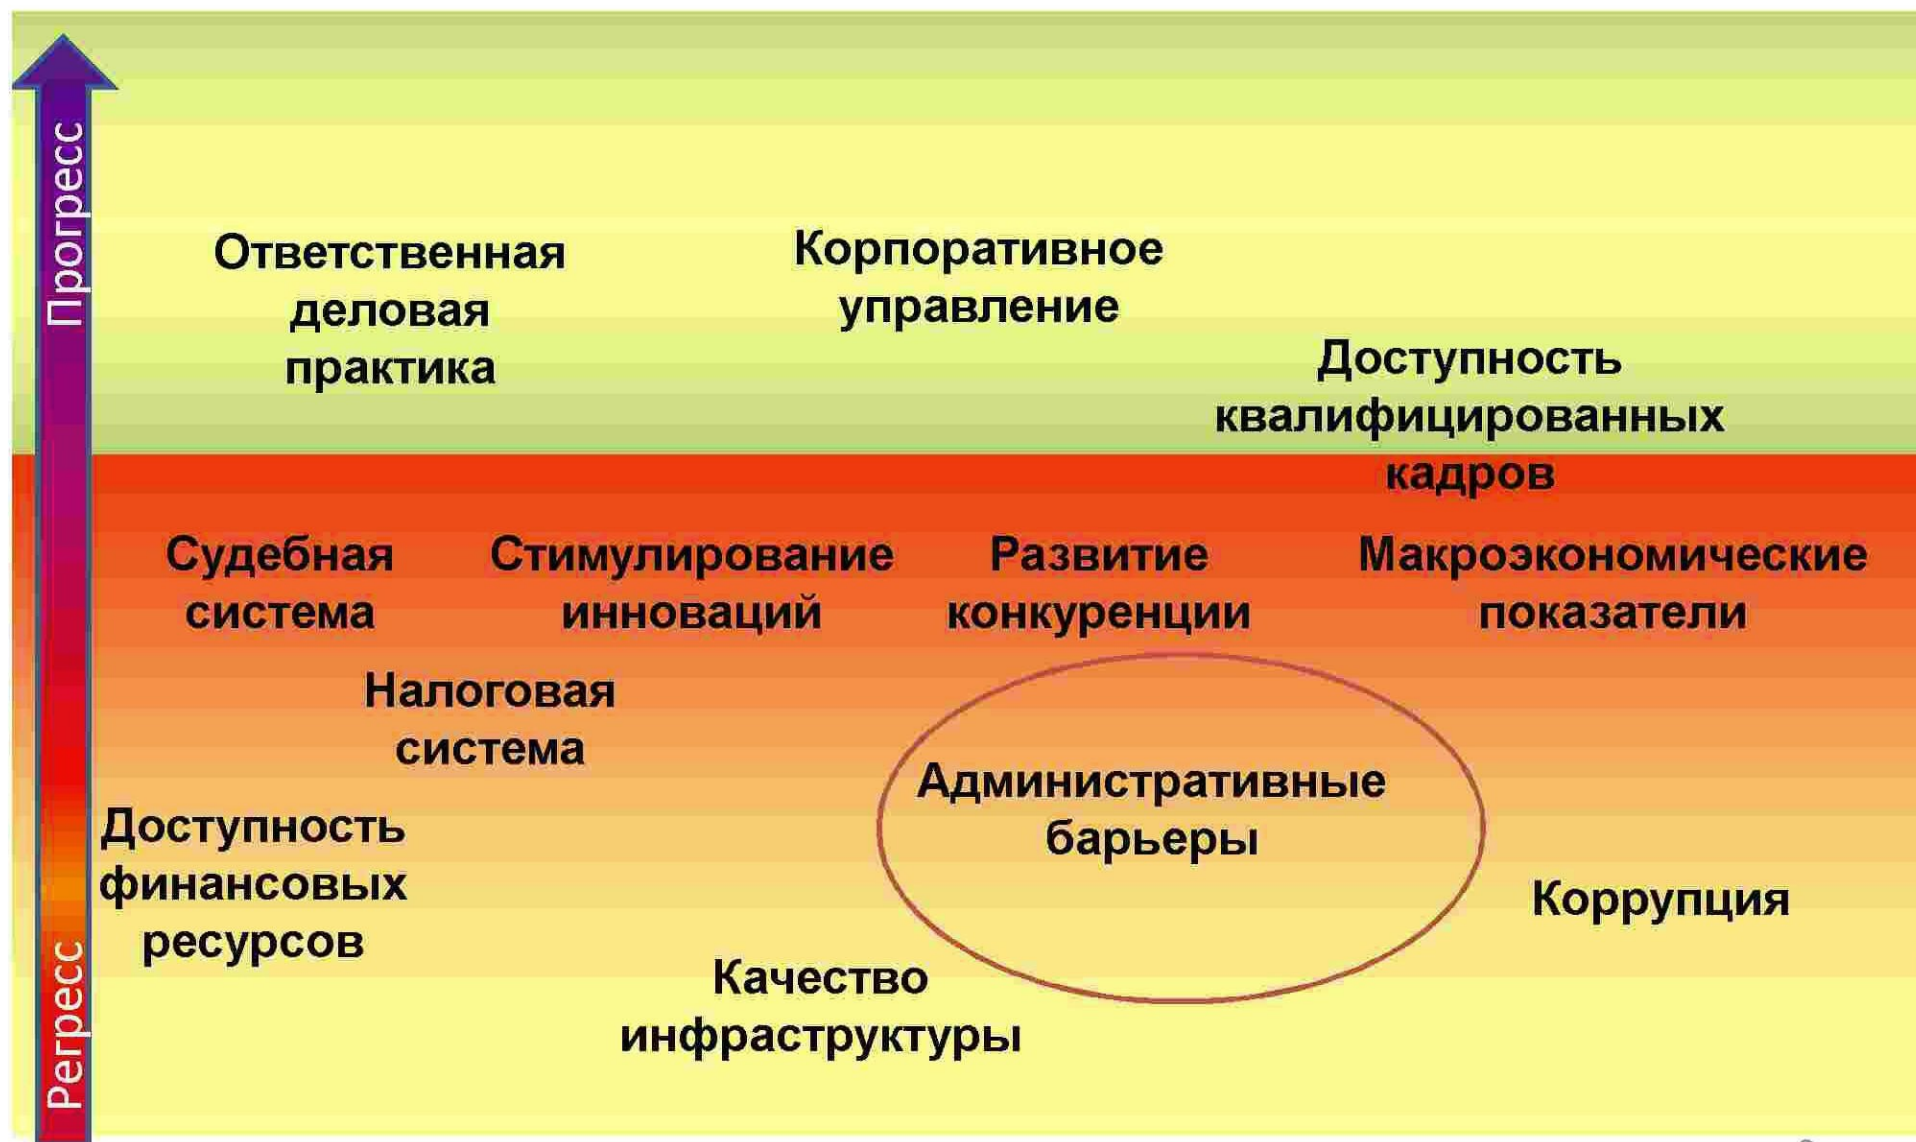 Прогресс
Ответственная
деловая
практика
Корпоративное
управление
Доступность
квалифицированных
кадров
Судебная
система
Стимулирование
инноваций
Развитие
конкуренции
Макроэкономические
показатели
Налоговая
система
Административные
барьеры
Доступность
финансовых
ресурсов
Коррупция
Качество
инфраструктуры
Регресс